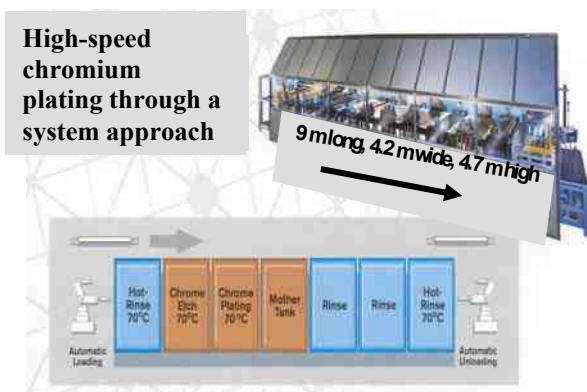 High-speed
chromium
plating through a
system approach
9 m long, 4.2 m wide, 4.7 m high
Hot-
Rinse
70°C
Chrome
Etch
70°C
Chrome
Plating
70°C
Mother
Tank
Rinse
Rinse
Hot-
Rinse
70°C
Automatic
Loading
Automatic
Unloading